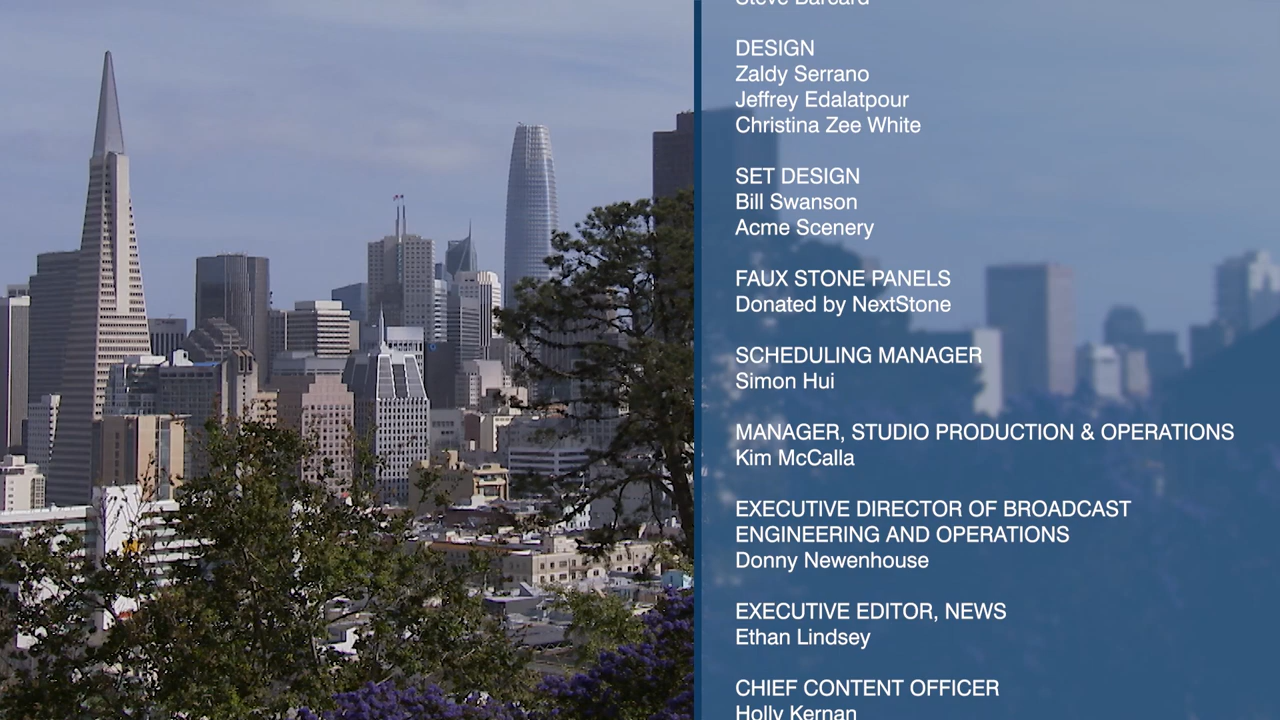 Steve Barcard
DESIGN
Zaldy Serrano
Jeffrey Edalatpour
Christina Zee White
SET DESIGN
Bill Swanson
Acme Scenery
FAUX STONE PANELS
Donated by NextStone
SCHEDULING MANAGER
Simon Hui
MANAGER, STUDIO PRODUCTION & OPERATIONS
Kim McCalla
EXECUTIVE DIRECTOR OF BROADCAST
ENGINEERING AND OPERATIONS
Donny Newenhouse
EXECUTIVE EDITOR, NEWS
Ethan Lindsey
CHIEF CONTENT OFFICER
Holly Kernan